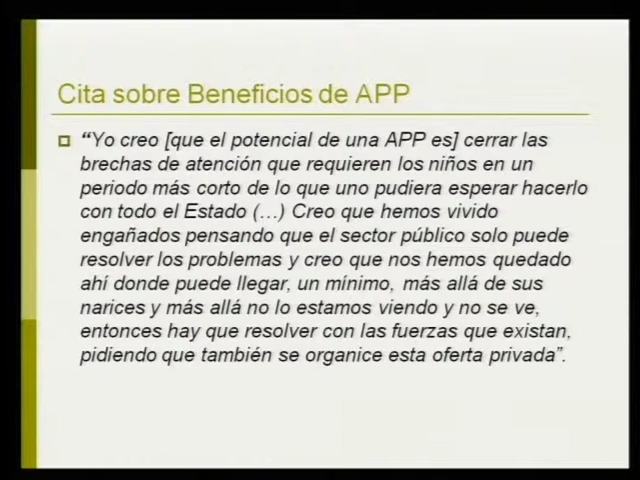 Cita sobre Beneficios de APP
“Yo creo [que el potencial de una APP es] cerrar las
brechas de atención que requieren los niños en un
periodo más corto de lo que uno pudiera esperar hacerlo
con todo el Estado (…) Creo que hemos vivido
engañados pensando que el sector público solo puede
resolver los problemas y creo que nos hemos quedado
ahí donde puede llegar, un mínimo, más allá de sus
narices y más allá no lo estamos viendo y no se ve,
entonces hay que resolver con las fuerzas que existan,
pidiendo que también se organice esta oferta privada”.